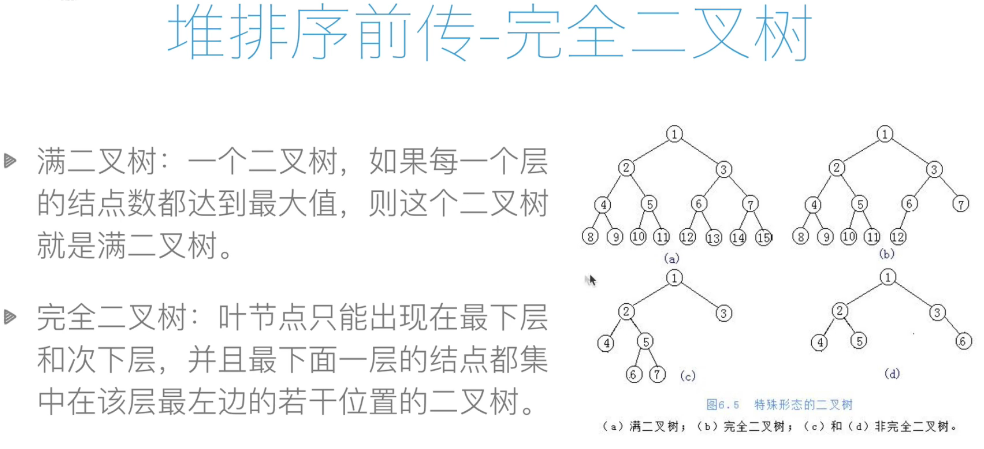 堆排序前传-完全二叉树
满二叉树：一个二叉树，如果每一个层
的结点数都达到最大值，则这个二叉树
就是满二叉树。
完全二叉树：叶节点只能出现在最下层
和次下层，并且最下面一层的结点都集
中在该层最左边的若干位置的二叉树。
1
2 3
4 5 6 7
8 9 10 11 12 13 14 15
(a)
1
2 3
4 5 6 7
8 9 10 11 12
(b)
1
2 3
4 5
6 7
(c)
1
2 3
4 5 6
(d)
图6.5 特殊形态的二叉树
(a)满二叉树；(b)完全二叉树；(c)和(d)非完全二叉树。